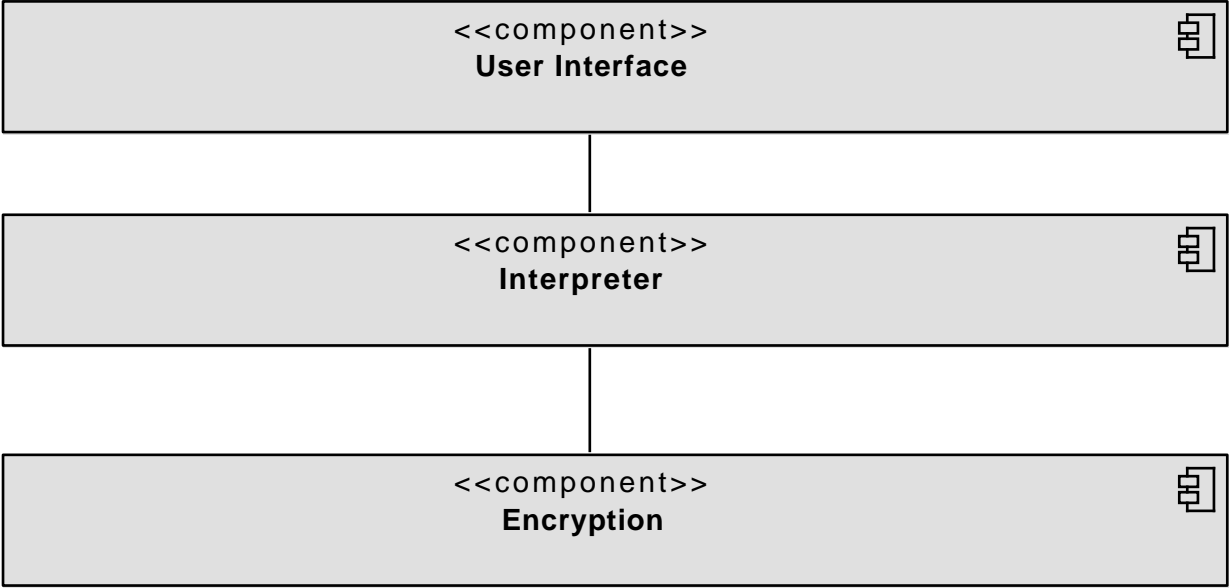 <<component>>
User Interface
<<component>>
Interpreter
<<component>>
Encryption